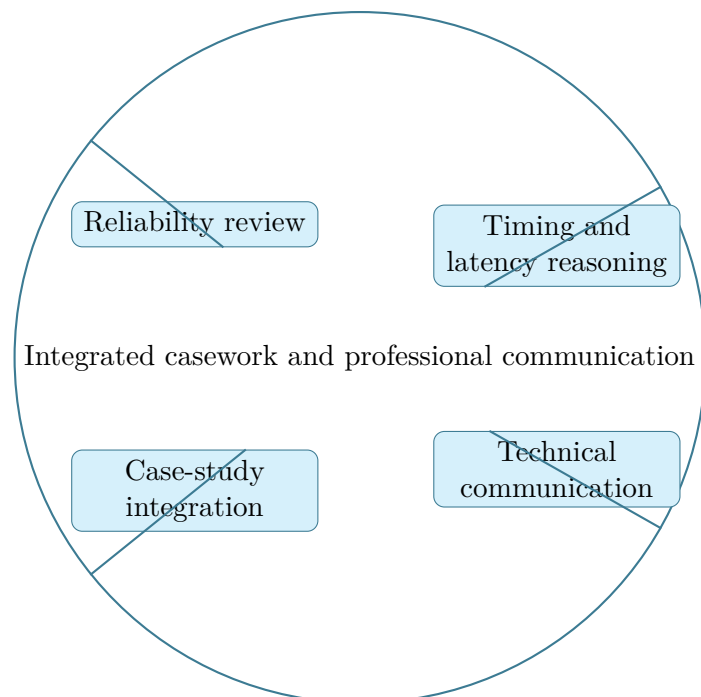 Reliability review
Timing and
latency reasoning
Integrated casework and professional communication
Case-study
integration
Technical
communication